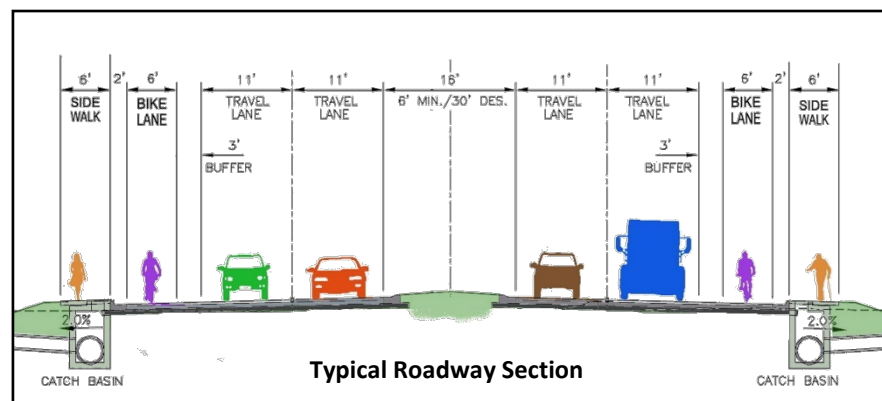 6' 2' 6' 11' 11' 16' 11' 11' 6' 2' 6'
SIDE WALK
BIKE LANE
TRAVEL LANE
TRAVEL LANE
6' MIN./30' DES.
TRAVEL LANE
TRAVEL LANE
BIKE LANE
SIDE WALK
3'
BUFFER
3'
BUFFER
2.0%
2.0%
CATCH BASIN
Typical Roadway Section
CATCH BASIN